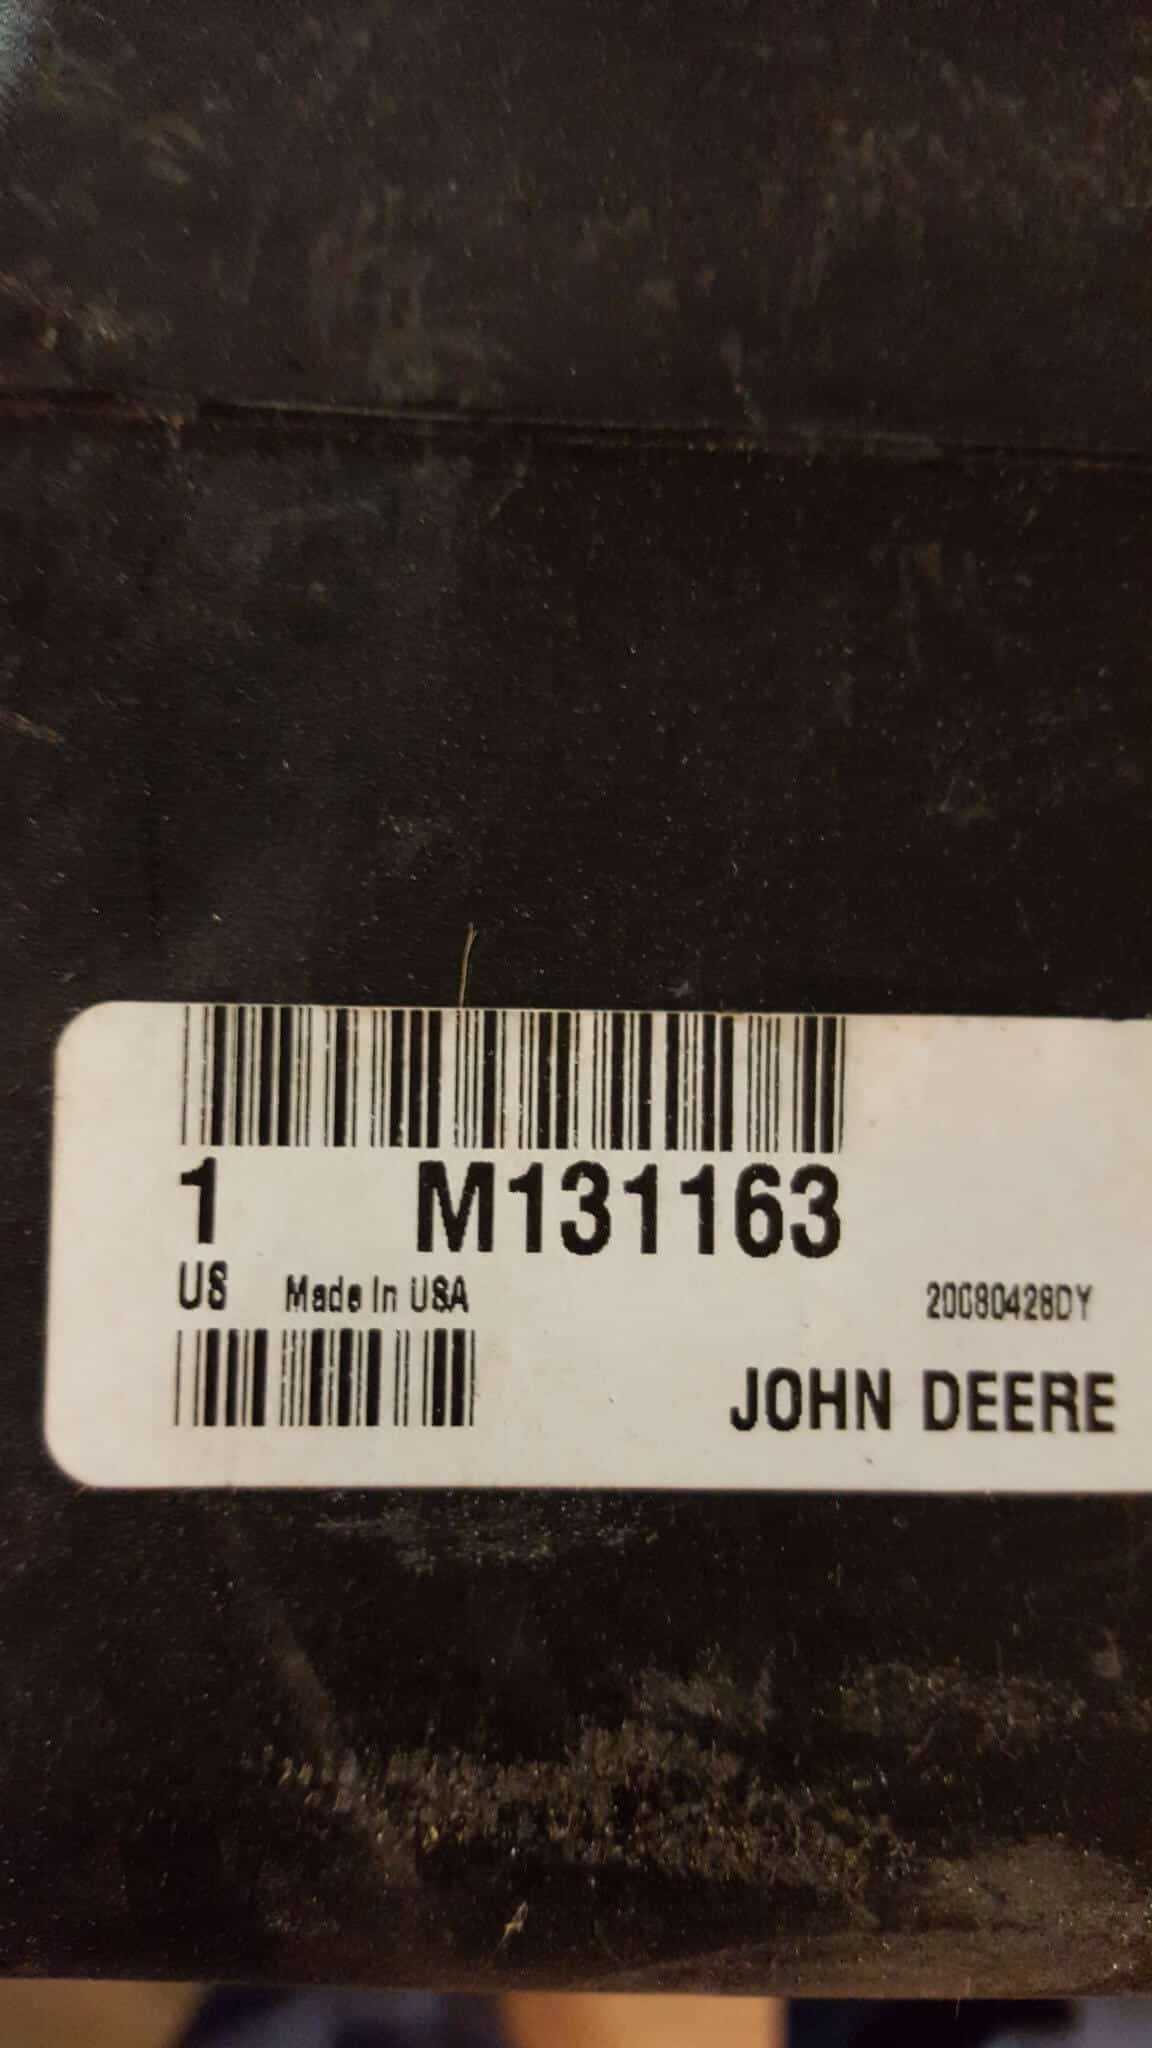 1 M131163
US Made In USA
20080428DY
JOHN DEERE